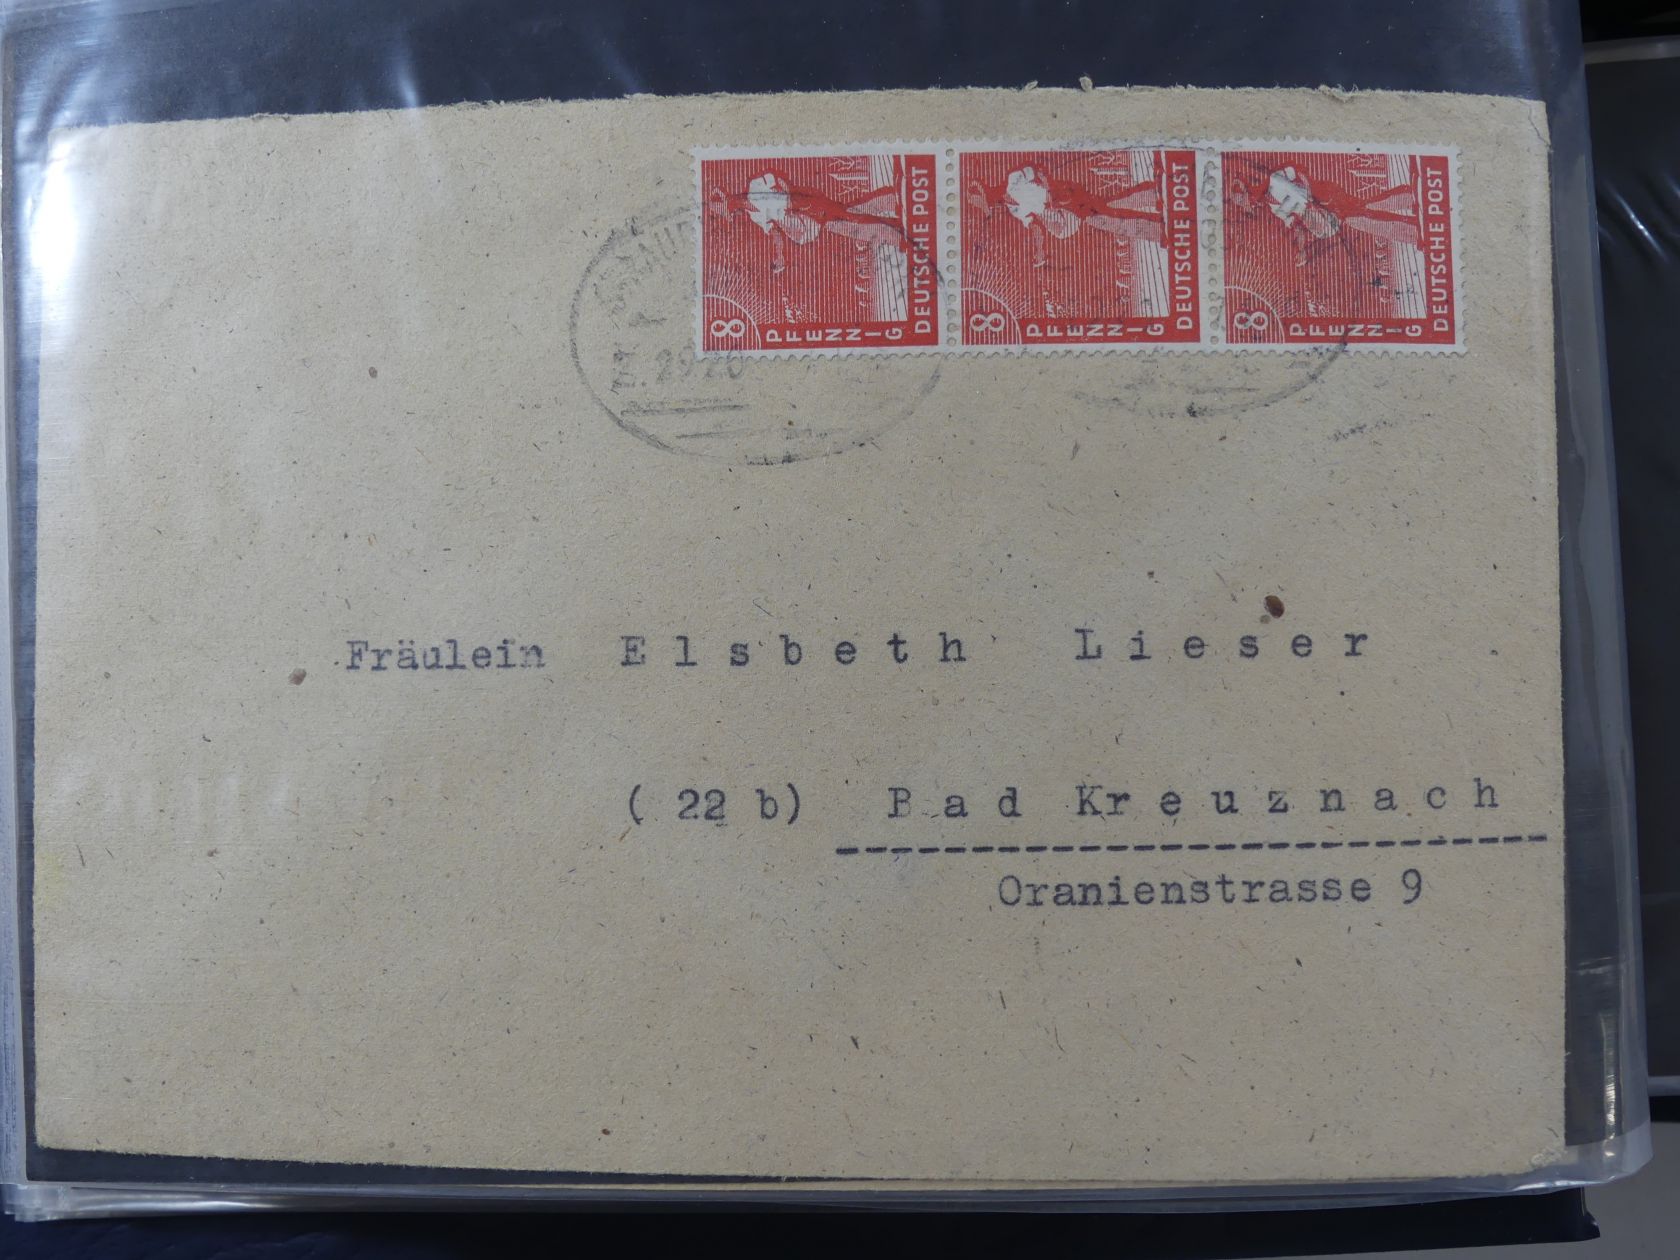 8 PFENNIG DEUTSCHE POST
8 PFENNIG DEUTSCHE POST
8 PFENNIG DEUTSCHE POST
Z. 2926
Fräulein Elsbeth Lieser
(22 b) Bad Kreuznach
Oranienstrasse 9